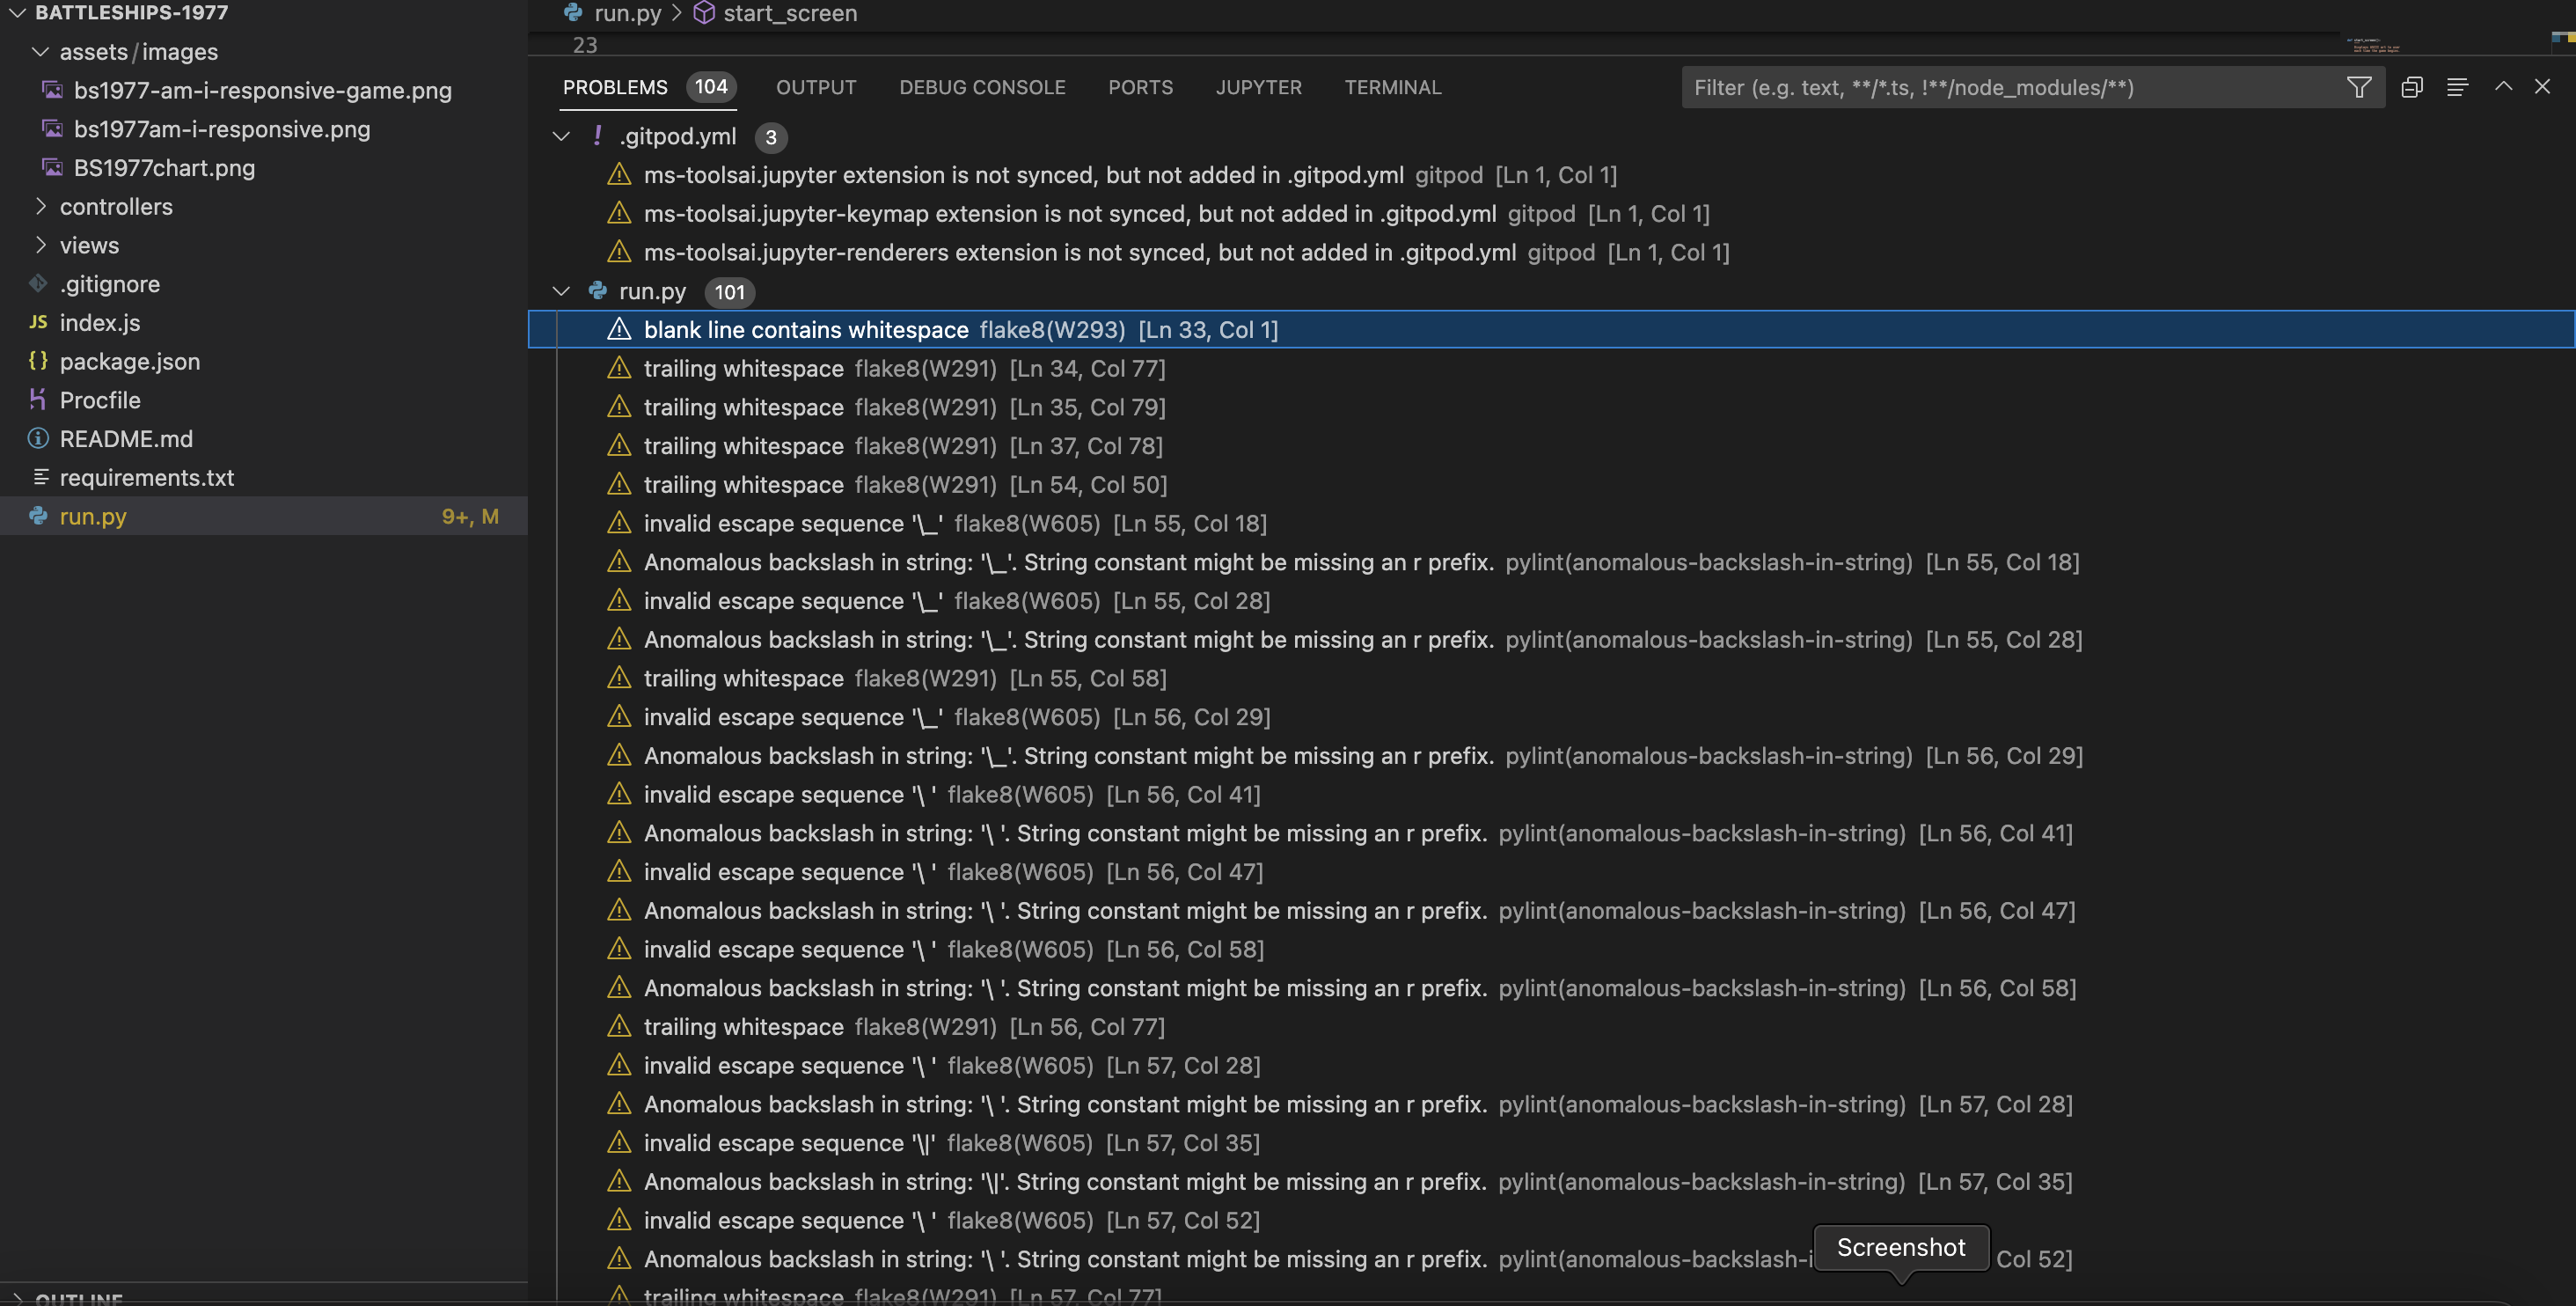 BATTLESHIPS-1977
assets/images
bs1977-am-i-responsive-game.png
bs1977am-i-responsive.png
BS1977chart.png
controllers
views
.gitignore
JS index.js
{} package.json
Procfile
README.md
requirements.txt
run.py 9+, M
OUTLINE
run.py > start_screen
23
PROBLEMS 104 OUTPUT DEBUG CONSOLE PORTS JUPYTER TERMINAL Filter (e.g. text, **/*.ts, !**/node_modules/**)
! .gitpod.yml 3
ms-toolsai.jupyter extension is not synced, but not added in .gitpod.yml gitpod [Ln 1, Col 1]
ms-toolsai.jupyter-keymap extension is not synced, but not added in .gitpod.yml gitpod [Ln 1, Col 1]
ms-toolsai.jupyter-renderers extension is not synced, but not added in .gitpod.yml gitpod [Ln 1, Col 1]
run.py 101
blank line contains whitespace flake8(W293) [Ln 33, Col 1]
trailing whitespace flake8(W291) [Ln 34, Col 77]
trailing whitespace flake8(W291) [Ln 35, Col 79]
trailing whitespace flake8(W291) [Ln 37, Col 78]
trailing whitespace flake8(W291) [Ln 54, Col 50]
invalid escape sequence '\_' flake8(W605) [Ln 55, Col 18]
Anomalous backslash in string: '\_'. String constant might be missing an r prefix. pylint(anomalous-backslash-in-string) [Ln 55, Col 18]
invalid escape sequence '\_' flake8(W605) [Ln 55, Col 28]
Anomalous backslash in string: '\_'. String constant might be missing an r prefix. pylint(anomalous-backslash-in-string) [Ln 55, Col 28]
trailing whitespace flake8(W291) [Ln 55, Col 58]
invalid escape sequence '\_' flake8(W605) [Ln 56, Col 29]
Anomalous backslash in string: '\_'. String constant might be missing an r prefix. pylint(anomalous-backslash-in-string) [Ln 56, Col 29]
invalid escape sequence '\ ' flake8(W605) [Ln 56, Col 41]
Anomalous backslash in string: '\ '. String constant might be missing an r prefix. pylint(anomalous-backslash-in-string) [Ln 56, Col 41]
invalid escape sequence '\ ' flake8(W605) [Ln 56, Col 47]
Anomalous backslash in string: '\ '. String constant might be missing an r prefix. pylint(anomalous-backslash-in-string) [Ln 56, Col 47]
invalid escape sequence '\ ' flake8(W605) [Ln 56, Col 58]
Anomalous backslash in string: '\ '. String constant might be missing an r prefix. pylint(anomalous-backslash-in-string) [Ln 56, Col 58]
trailing whitespace flake8(W291) [Ln 56, Col 77]
invalid escape sequence '\ ' flake8(W605) [Ln 57, Col 28]
Anomalous backslash in string: '\ '. String constant might be missing an r prefix. pylint(anomalous-backslash-in-string) [Ln 57, Col 28]
invalid escape sequence '\|' flake8(W605) [Ln 57, Col 35]
Anomalous backslash in string: '\|'. String constant might be missing an r prefix. pylint(anomalous-backslash-in-string) [Ln 57, Col 35]
invalid escape sequence '\ ' flake8(W605) [Ln 57, Col 52]
Anomalous backslash in string: '\ '. String constant might be missing an r prefix. pylint(anomalous-backslash-i Col 52]
Screenshot
trailing whitespace flake8(W291) [Ln 57, Col 77]